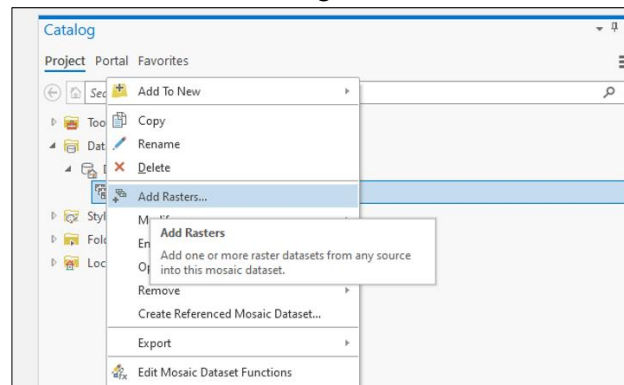 Catalog
Project Portal Favorites
Add To New
Copy
Rename
Delete
Add Rasters...
Add Rasters
Add one or more raster datasets from any source
into this mosaic dataset.
Remove
Create Referenced Mosaic Dataset...
Export
Edit Mosaic Dataset Functions